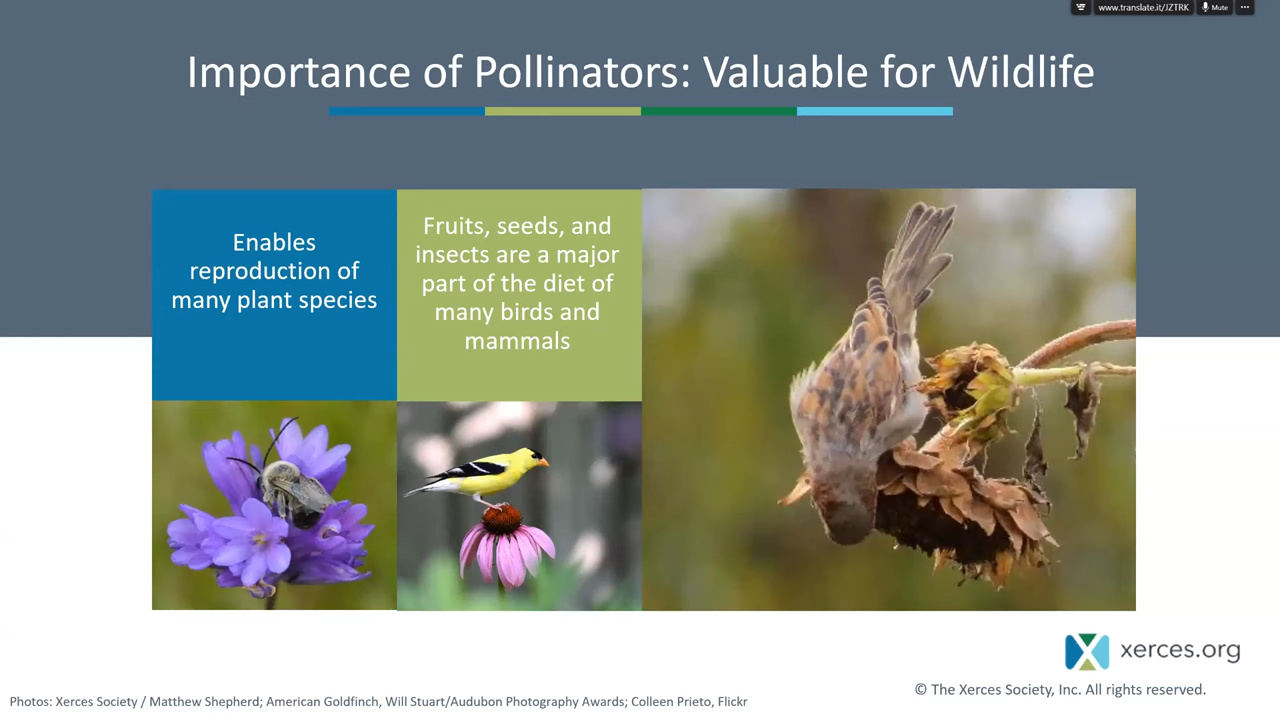 www.translate.it/JZTRK
Mute
Importance of Pollinators: Valuable for Wildlife
Enables
reproduction of
many plant species
Fruits, seeds, and
insects are a major
part of the diet of
many birds and
mammals
xerces.org
© The Xerces Society, Inc. All rights reserved.
Photos: Xerces Society / Matthew Shepherd; American Goldfinch, Will Stuart/Audubon Photography Awards; Colleen Prieto, Flickr